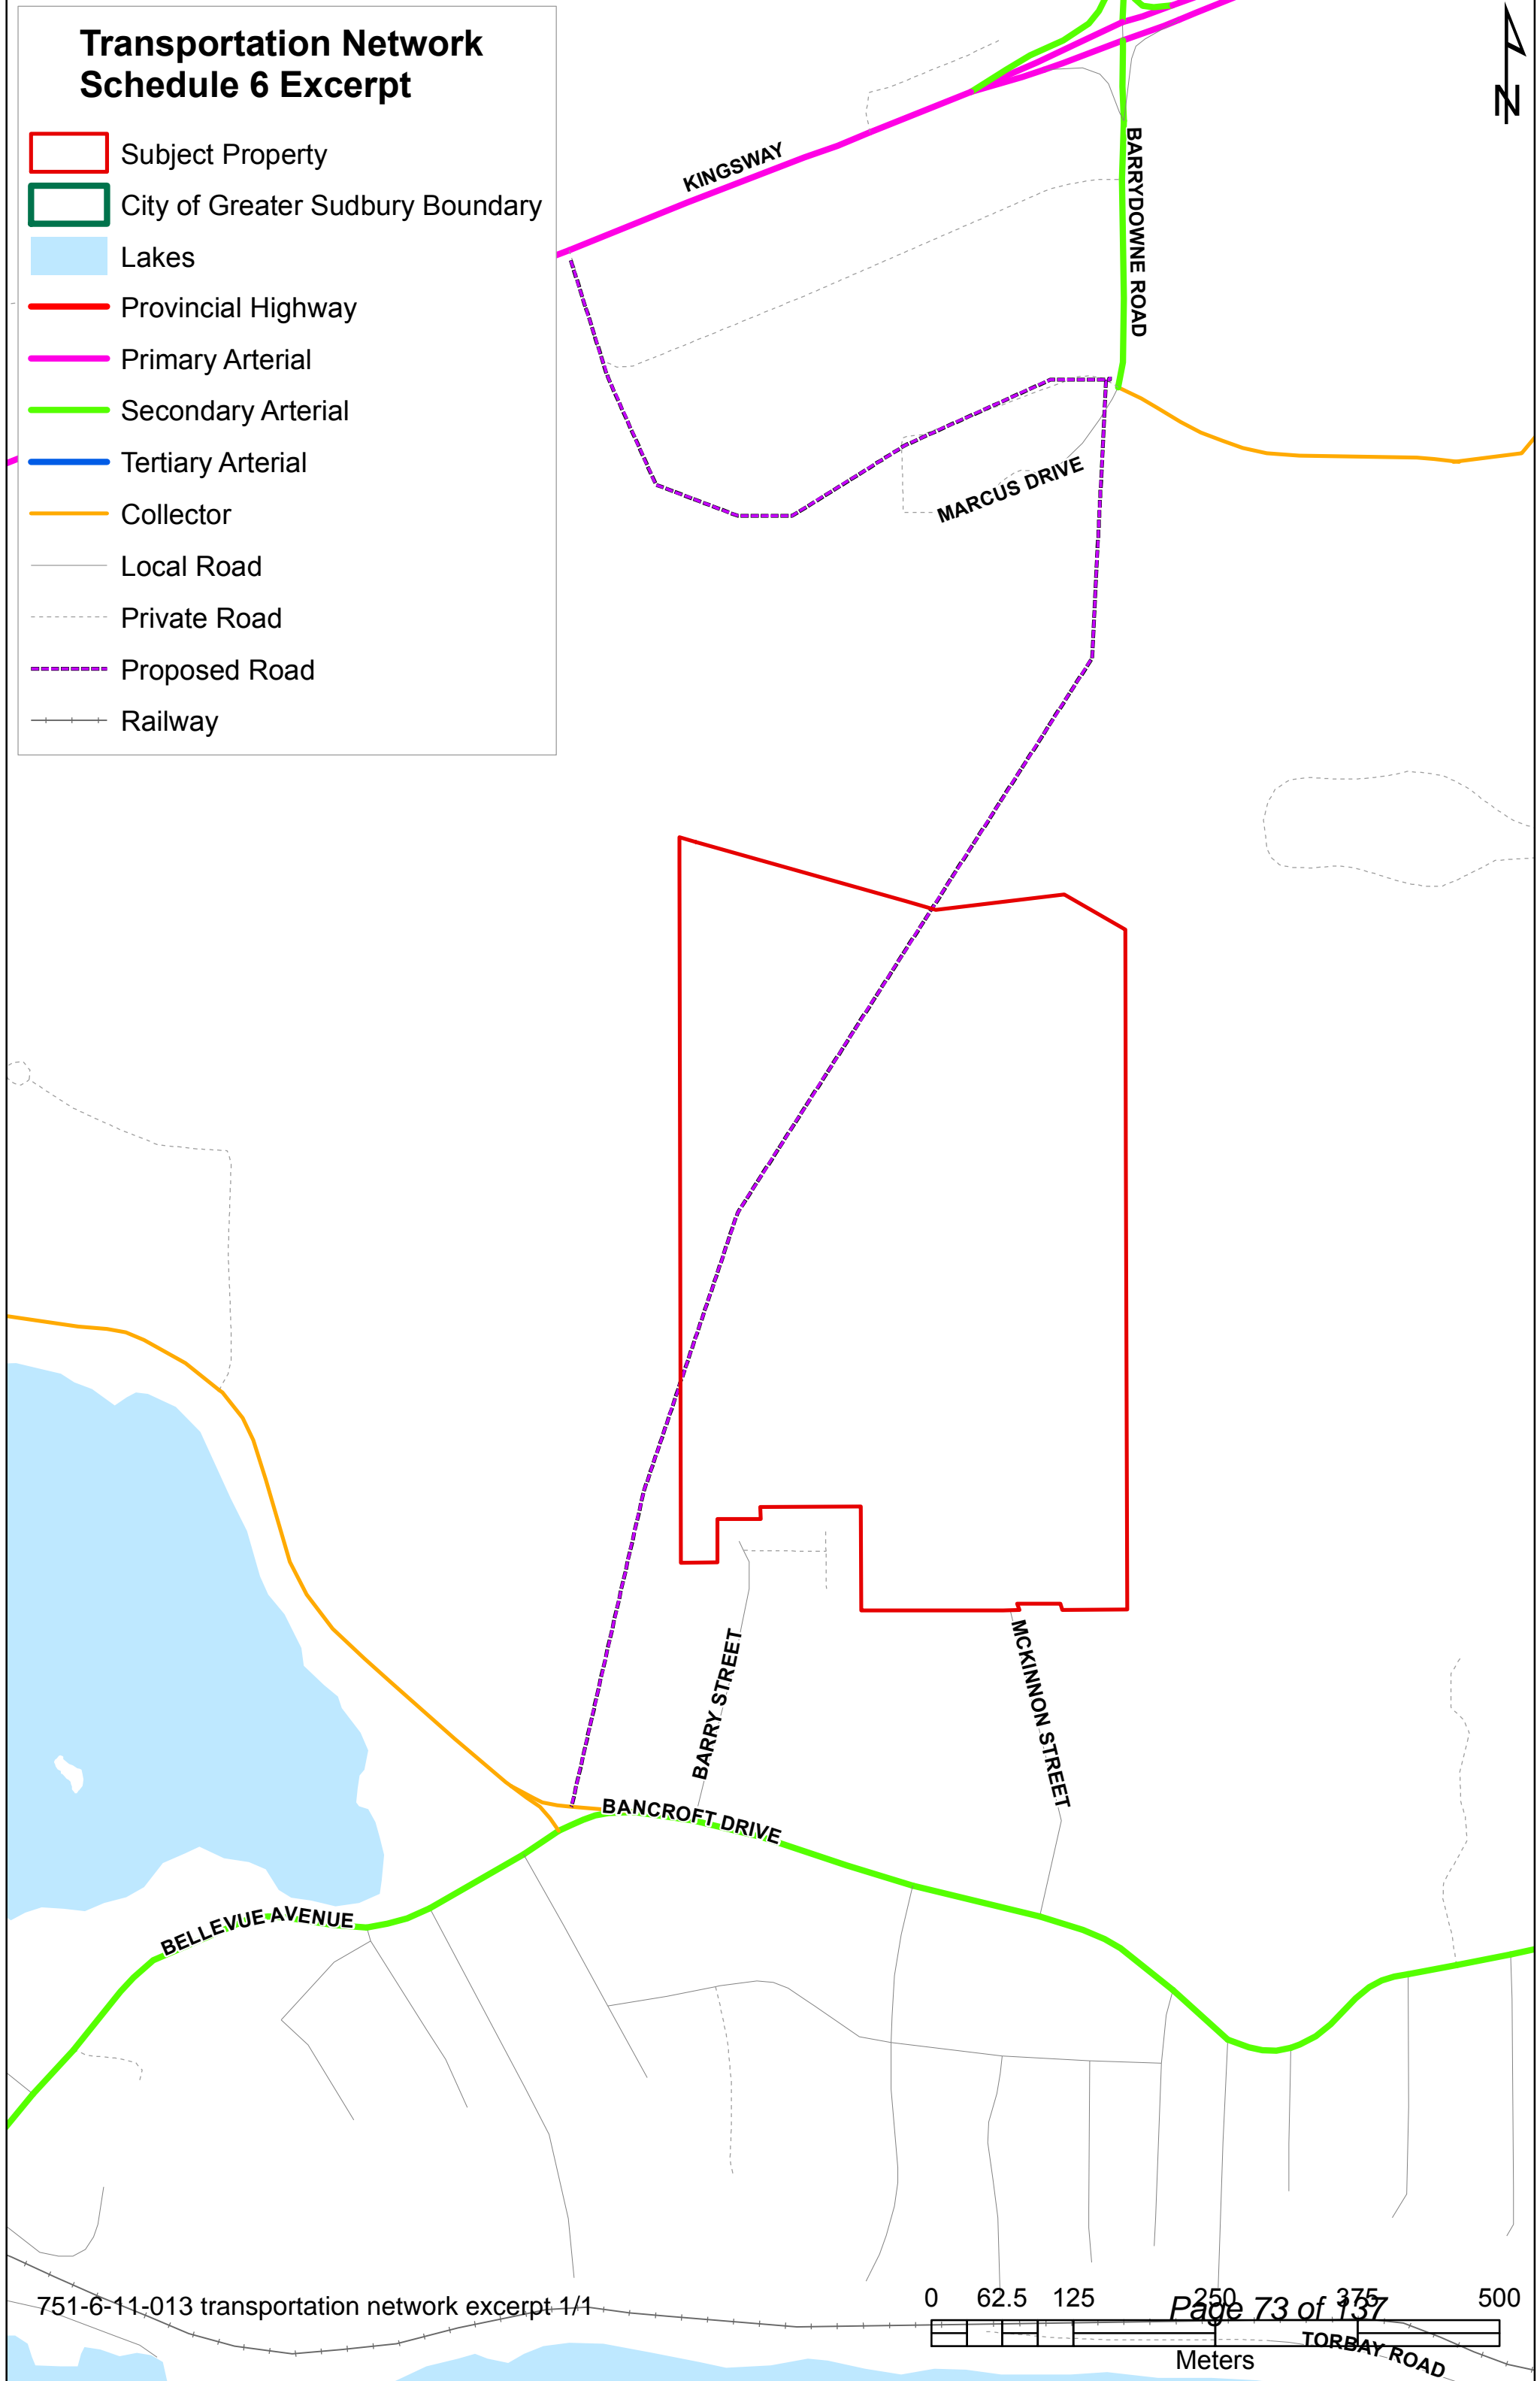 Transportation Network
Schedule 6 Excerpt
Subject Property
City of Greater Sudbury Boundary
Lakes
Provincial Highway
Primary Arterial
Secondary Arterial
Tertiary Arterial
Collector
Local Road
Private Road
Proposed Road
Railway
N
KINGSWAY
BARRYDOWNE ROAD
MARCUS DRIVE
BARRY STREET
MCKINNON STREET
BANCROFT DRIVE
BELLEVUE AVENUE
751-6-11-013 transportation network excerpt 1/1
0 62.5 125 250 375 500
Page 73 of 137
TORBAY ROAD
Meters